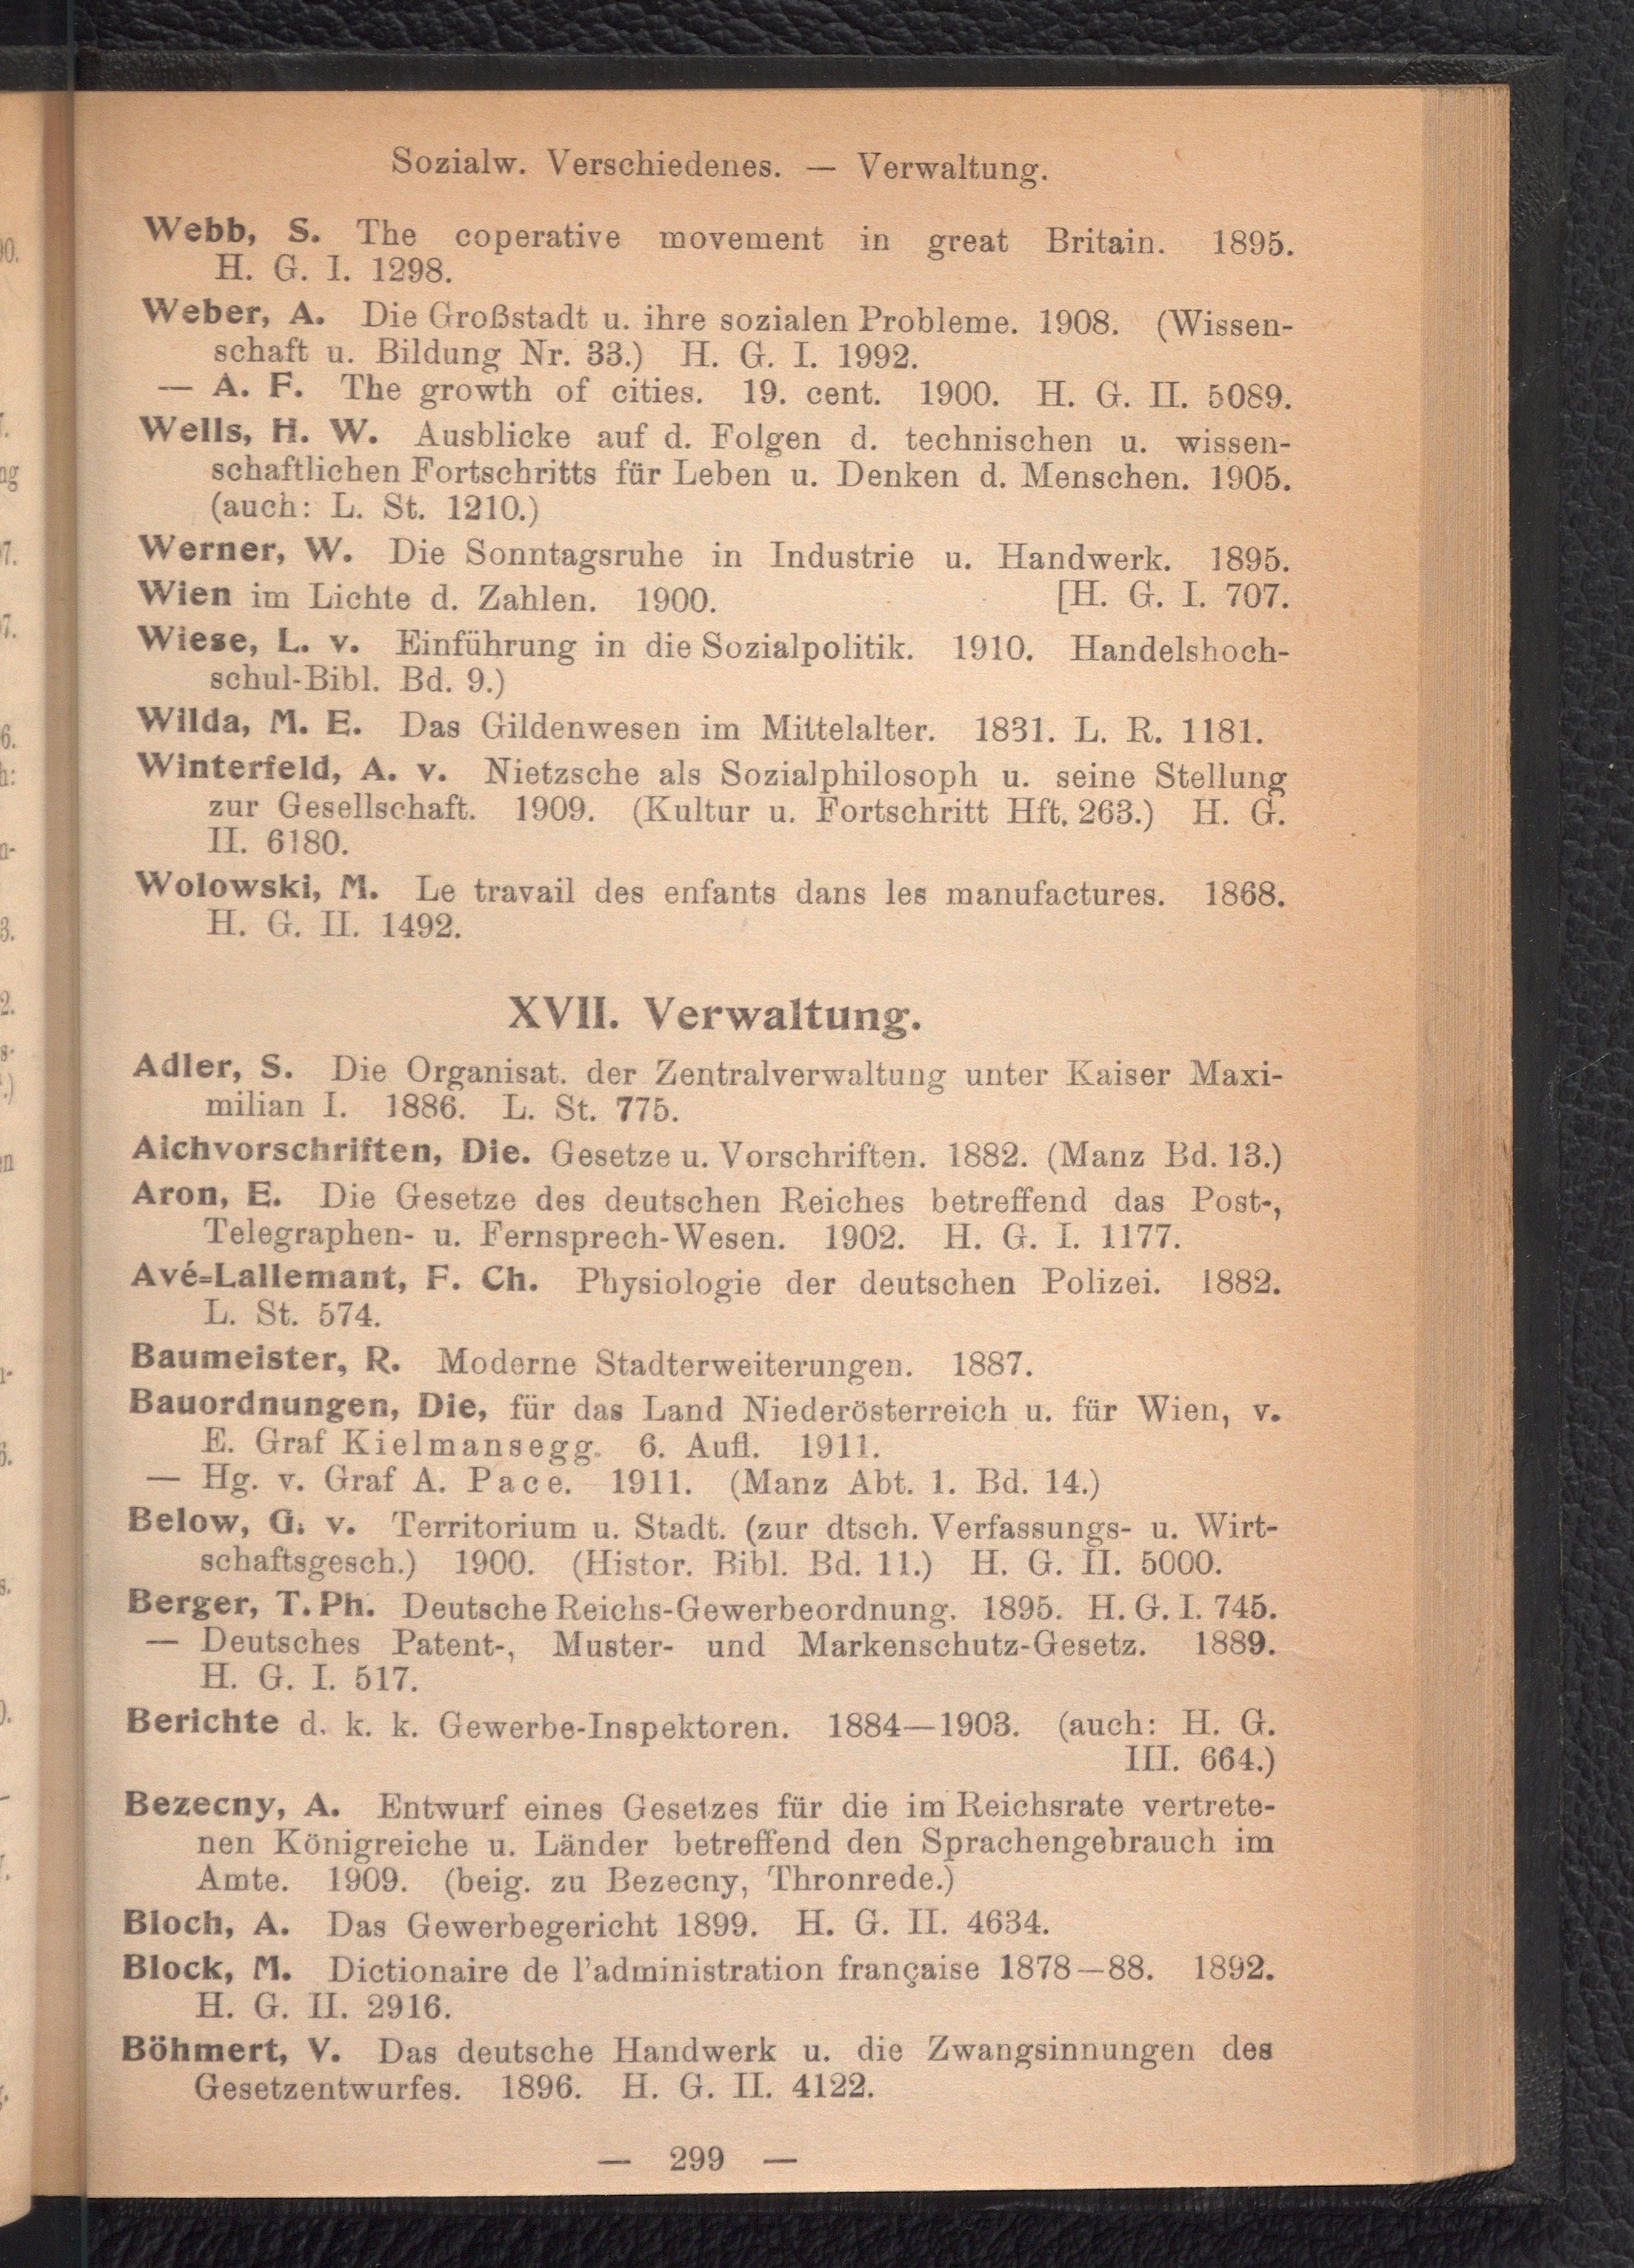 Sozialw. Verschiedenes. — Verwaltung.
Webb, S. The coperative movement in great Britain. 1895.
H. G. I. 1298.
Weber, A. Die Großstadt u. ihre sozialen Probleme. 1908. (Wissen-
schaft u. Bildung Nr. 33.) H. G. I. 1992.
— A. F. The growth of cities. 19. cent. 1900. H. G. II. 5089.
Wells, H. W. Ausblicke auf d. Folgen d. technischen u. wissen-
schaftlichen Fortschritts für Leben u. Denken d. Menschen. 1905.
(auch: L. St. 1210.)
Werner, W. Die Sonntagsruhe in Industrie u. Handwerk. 1895.
Wien im Lichte d. Zahlen. 1900. [H. G. I. 707.
Wiese, L. v. Einführung in die Sozialpolitik. 1910. Handelshoch-
schul-Bibl. Bd. 9.)
Wilda, M. E. Das Gildenwesen im Mittelalter. 1831. L. R. 1181.
Winterfeld, A. v. Nietzsche als Sozialphilosoph u. seine Stellung
zur Gesellschaft. 1909. (Kultur u. Fortschritt Hft. 263.) H. G.
II. 6180.
Wolowski, M. Le travail des enfants dans les manufactures. 1868.
H. G. II. 1492.
XVII. Verwaltung.
Adler, S. Die Organisat. der Zentralverwaltung unter Kaiser Maxi-
milian I. 1886. L. St. 775.
Aichvorschriften, Die. Gesetze u. Vorschriften. 1882. (Manz Bd. 13.)
Aron, E. Die Gesetze des deutschen Reiches betreffend das Post-,
Telegraphen- u. Fernsprech-Wesen. 1902. H. G. I. 1177.
Avé=Lallemant, F. Ch. Physiologie der deutschen Polizei. 1882.
L. St. 574.
Baumeister, R. Moderne Stadterweiterungen. 1887.
Bauordnungen, Die, für das Land Niederösterreich u. für Wien, v.
E. Graf Kielmansegg. 6. Aufl. 1911.
— Hg. v. Graf A. Pace. 1911. (Manz Abt. 1. Bd. 14.)
Below, G. v. Territorium u. Stadt. (zur dtsch. Verfassungs- u. Wirt-
schaftsgesch.) 1900. (Histor. Bibl. Bd. 11.) H. G. II. 5000.
Berger, T. Ph. Deutsche Reichs-Gewerbeordnung. 1895. H. G. I. 745.
— Deutsches Patent-, Muster- und Markenschutz-Gesetz. 1889.
H. G. I. 517.
Berichte d. k. k. Gewerbe-Inspektoren. 1884—1903. (auch: H. G.
III. 664.)
Bezecny, A. Entwurf eines Gesetzes für die im Reichsrate vertrete-
nen Königreiche u. Länder betreffend den Sprachengebrauch im
Amte. 1909. (beig. zu Bezecny, Thronrede.)
Bloch, A. Das Gewerbegericht 1899. H. G. II. 4634.
Block, M. Dictionaire de l'administration française 1878—88. 1892.
H. G. II. 2916.
Böhmert, V. Das deutsche Handwerk u. die Zwangsinnungen des
Gesetzentwurfes. 1896. H. G. II. 4122.
— 299 —